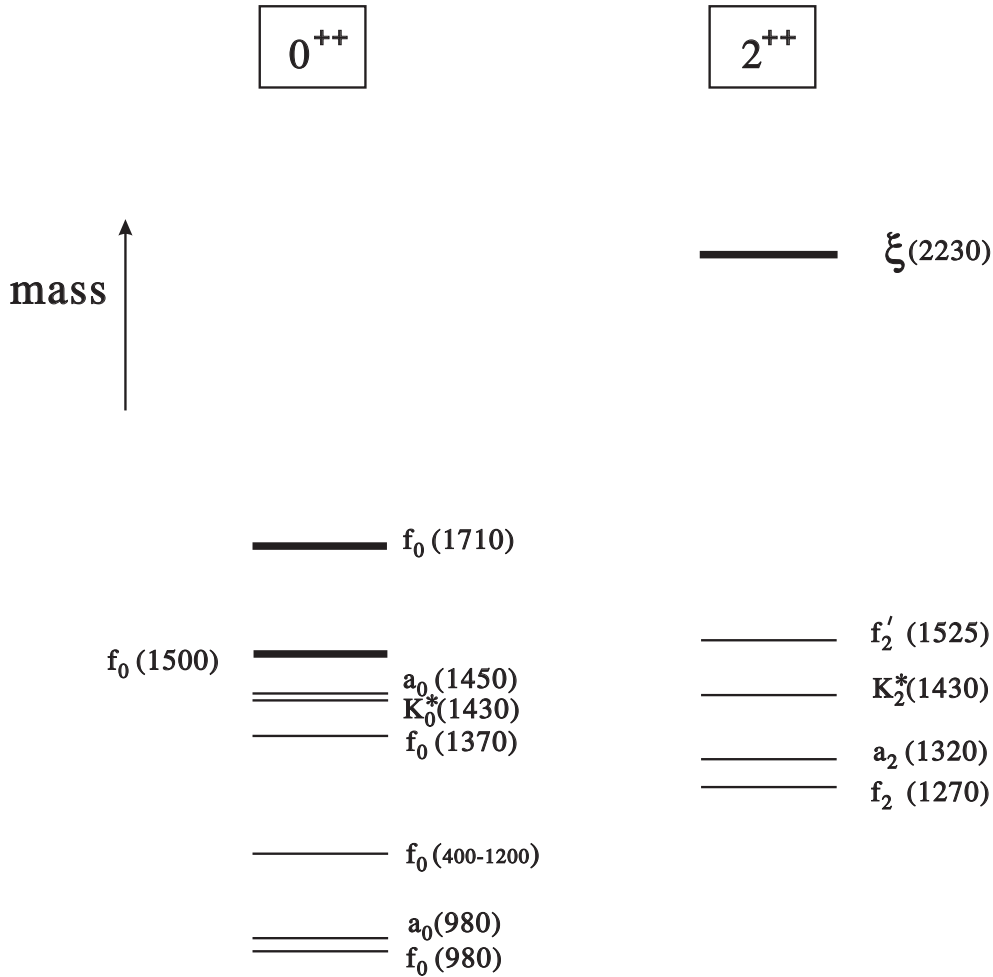 0⁺⁺
2⁺⁺
ξ(2230)
mass
f₀ (1710)
f₂′ (1525)
f₀ (1500)
a₀ (1450)
K₂*(1430)
K₀*(1430)
f₀ (1370)
a₂ (1320)
f₂ (1270)
f₀ (400-1200)
a₀(980)
f₀ (980)